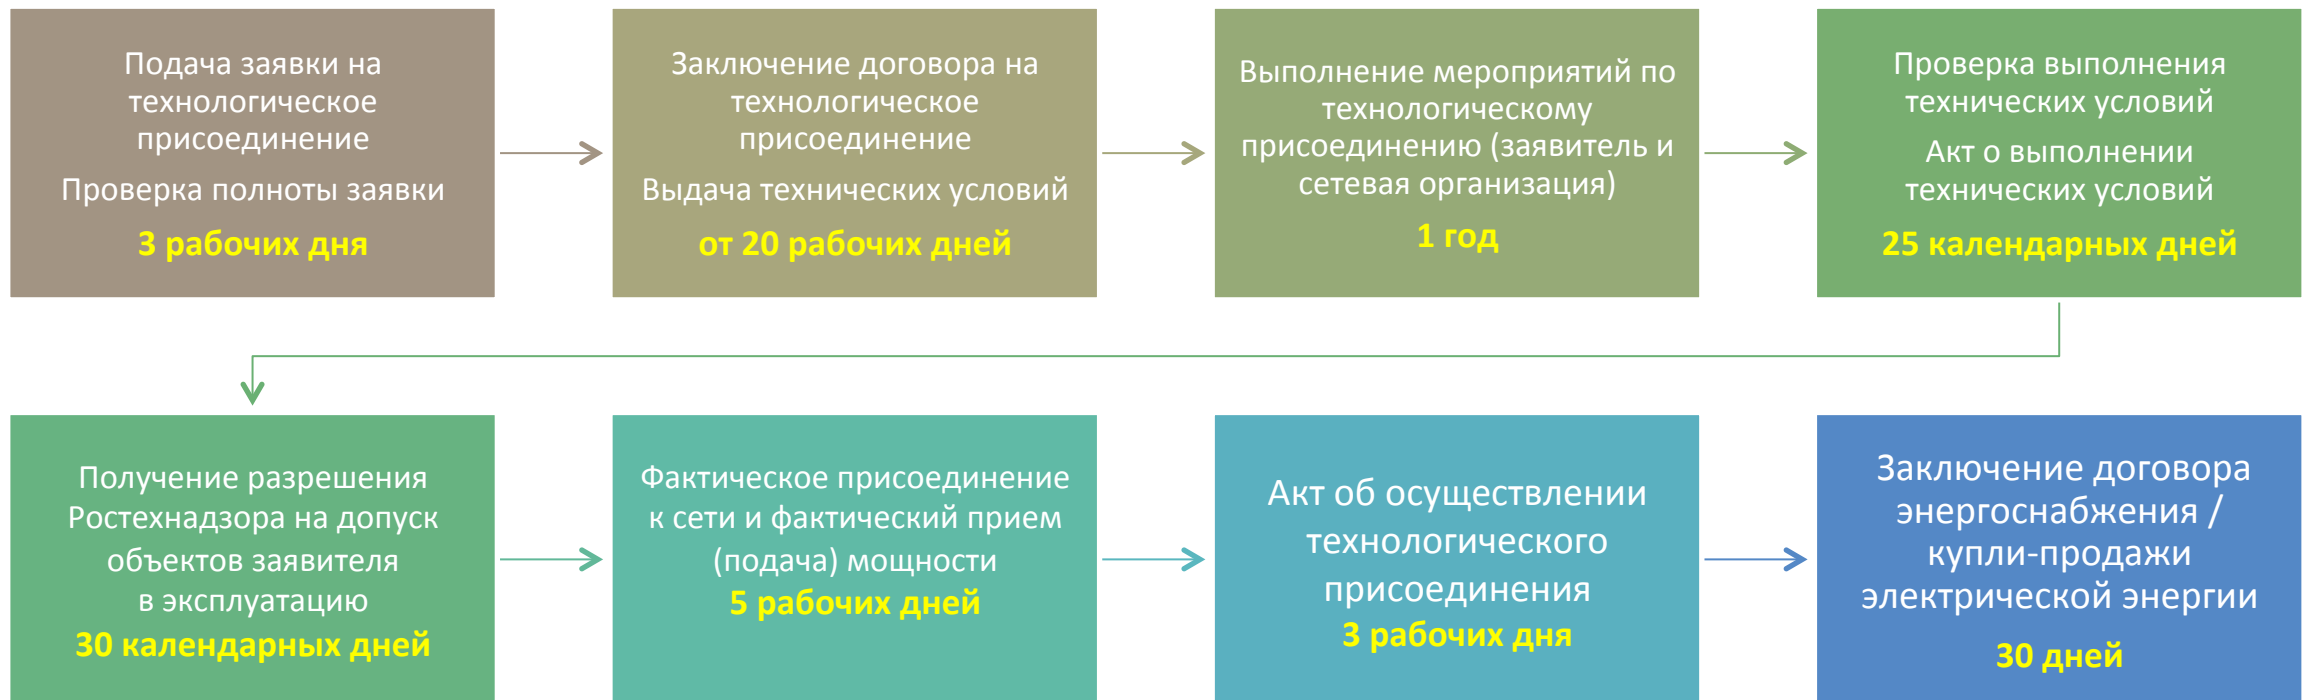 Подача заявки на
технологическое
присоединение
Проверка полноты заявки
3 рабочих дня
Заключение договора на
технологическое
присоединение
Выдача технических условий
от 20 рабочих дней
Выполнение мероприятий по
технологическому
присоединению (заявитель и
сетевая организация)
1 год
Проверка выполнения
технических условий
Акт о выполнении
технических условий
25 календарных дней
Получение разрешения
Ростехнадзора на допуск
объектов заявителя
в эксплуатацию
30 календарных дней
Фактическое присоединение
к сети и фактический прием
(подача) мощности
5 рабочих дней
Акт об осуществлении
технологического
присоединения
3 рабочих дня
Заключение договора
энергоснабжения /
купли-продажи
электрической энергии
30 дней